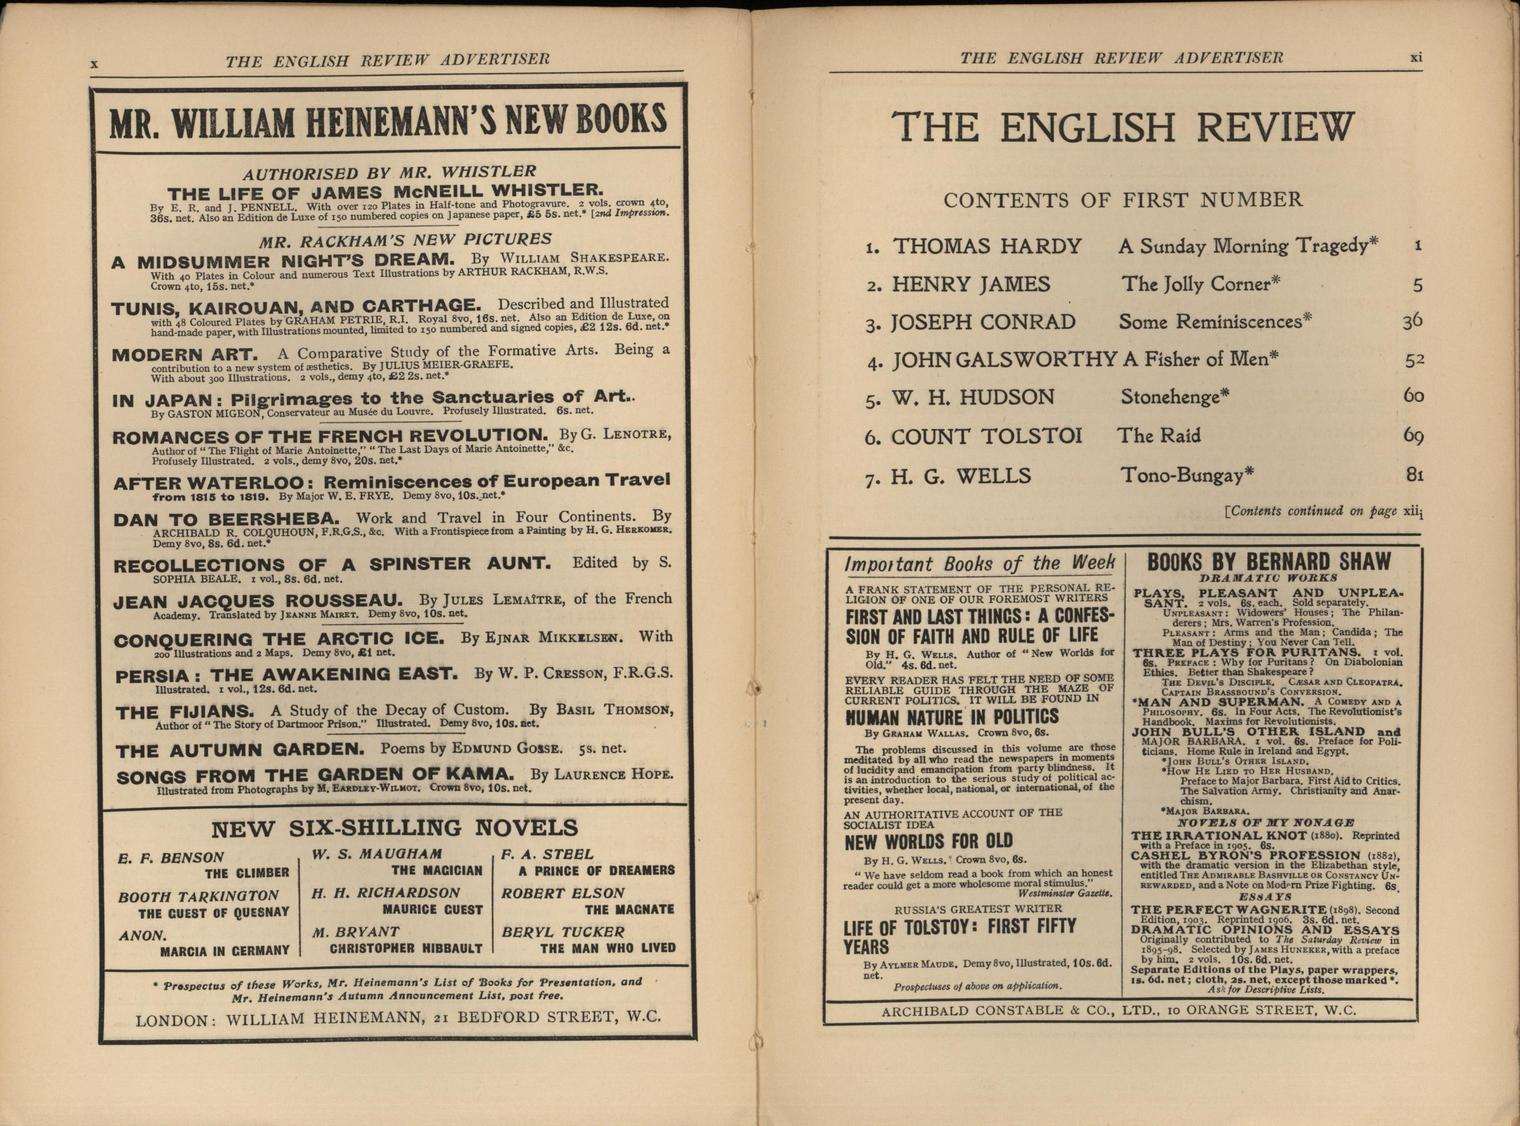 x
THE ENGLISH REVIEW ADVERTISER
MR. WILLIAM HEINEMANN'S NEW BOOKS
AUTHORISED BY MR. WHISTLER
THE LIFE OF JAMES McNEILL WHISTLER.
By E. R. and J. PENNELL. With over 120 Plates in Half-tone and Photogravure. 2 vols. crown 4to,
36s. net. Also an Edition de Luxe of 150 numbered copies on Japanese paper, £5 5s. net.* [2nd Impression.
MR. RACKHAM'S NEW PICTURES
A MIDSUMMER NIGHT'S DREAM. By WILLIAM SHAKESPEARE.
With 40 Plates in Colour and numerous Text Illustrations by ARTHUR RACKHAM, R.W.S.
Crown 4to, 15s. net.*
TUNIS, KAIROUAN, AND CARTHAGE. Described and Illustrated
with 48 Coloured Plates by GRAHAM PETRIE, R.I. Royal 8vo, 16s. net. Also an Edition de Luxe, on
hand-made paper, with Illustrations mounted, limited to 150 numbered and signed copies, £2 12s. 6d. net.*
MODERN ART. A Comparative Study of the Formative Arts. Being a
contribution to a new system of æsthetics. By JULIUS MEIER-GRAEFE.
With about 300 Illustrations. 2 vols., demy 4to, £2 2s. net.*
IN JAPAN: Pilgrimages to the Sanctuaries of Art..
By GASTON MIGEON, Conservateur au Musée du Louvre. Profusely Illustrated. 6s. net.
ROMANCES OF THE FRENCH REVOLUTION. By G. LENOTRE,
Author of "The Flight of Marie Antoinette," "The Last Days of Marie Antoinette," &c.
Profusely Illustrated. 2 vols., demy 8vo, 20s. net.*
AFTER WATERLOO: Reminiscences of European Travel
from 1815 to 1819. By Major W. E. FRYE. Demy 8vo, 10s. net.*
DAN TO BEERSHEBA. Work and Travel in Four Continents. By
ARCHIBALD R. COLQUHOUN, F.R.G.S., &c. With a Frontispiece from a Painting by H. G. HERKOMER.
Demy 8vo, 8s. 6d. net.*
RECOLLECTIONS OF A SPINSTER AUNT. Edited by S.
SOPHIA BEALE. 1 vol., 8s. 6d. net.
JEAN JACQUES ROUSSEAU. By JULES LEMAÎTRE, of the French
Academy. Translated by JEANNE MAIRET. Demy 8vo, 10s. net.
CONQUERING THE ARCTIC ICE. By EJNAR MIKKELSEN. With
200 Illustrations and 2 Maps. Demy 8vo, £1 net.
PERSIA: THE AWAKENING EAST. By W. P. CRESSON, F.R.G.S.
Illustrated. 1 vol., 12s. 6d. net.
THE FIJIANS. A Study of the Decay of Custom. By BASIL THOMSON,
Author of "The Story of Dartmoor Prison." Illustrated. Demy 8vo, 10s. net.
THE AUTUMN GARDEN. Poems by EDMUND GOSSE. 5s. net.
SONGS FROM THE GARDEN OF KAMA. By LAURENCE HOPE.
Illustrated from Photographs by M. EARDLEY-WILMOT. Crown 8vo, 10s. net.
NEW SIX-SHILLING NOVELS
E. F. BENSON
THE CLIMBER
BOOTH TARKINGTON
THE GUEST OF QUESNAY
ANON.
MARCIA IN GERMANY
W. S. MAUGHAM
THE MAGICIAN
H. H. RICHARDSON
MAURICE GUEST
M. BRYANT
CHRISTOPHER HIBBAULT
F. A. STEEL
A PRINCE OF DREAMERS
ROBERT ELSON
THE MAGNATE
BERYL TUCKER
THE MAN WHO LIVED
* Prospectus of these Works, Mr. Heinemann's List of Books for Presentation, and
Mr. Heinemann's Autumn Announcement List, post free.
LONDON: WILLIAM HEINEMANN, 21 BEDFORD STREET, W.C.
THE ENGLISH REVIEW ADVERTISER
xi
THE ENGLISH REVIEW
CONTENTS OF FIRST NUMBER
1. THOMAS HARDY A Sunday Morning Tragedy* 1
2. HENRY JAMES The Jolly Corner* 5
3. JOSEPH CONRAD Some Reminiscences* 36
4. JOHN GALSWORTHY A Fisher of Men* 52
5. W. H. HUDSON Stonehenge* 60
6. COUNT TOLSTOI The Raid 69
7. H. G. WELLS Tono-Bungay* 81
[Contents continued on page xiii
Important Books of the Week
A FRANK STATEMENT OF THE PERSONAL RE-
LIGION OF ONE OF OUR FOREMOST WRITERS
FIRST AND LAST THINGS: A CONFES-
SION OF FAITH AND RULE OF LIFE
By H. G. WELLS. Author of "New Worlds for
Old." 4s. 6d. net.
EVERY READER HAS FELT THE NEED OF SOME
RELIABLE GUIDE THROUGH THE MAZE OF
CURRENT POLITICS. IT WILL BE FOUND IN
HUMAN NATURE IN POLITICS
By GRAHAM WALLAS. Crown 8vo, 6s.
The problems discussed in this volume are those
meditated by all who read the newspapers in moments
of lucidity and emancipation from party blindness. It
is an introduction to the serious study of political ac-
tivities, whether local, national, or international, of the
present day.
AN AUTHORITATIVE ACCOUNT OF THE
SOCIALIST IDEA
NEW WORLDS FOR OLD
By H. G. WELLS. Crown 8vo, 6s.
"We have seldom read a book from which an honest
reader could get a more wholesome moral stimulus."
Westminster Gazette.
RUSSIA'S GREATEST WRITER
LIFE OF TOLSTOY: FIRST FIFTY
YEARS
By AYLMER MAUDE. Demy 8vo, Illustrated, 10s. 6d.
net.
Prospectuses of above on application.
BOOKS BY BERNARD SHAW
DRAMATIC WORKS
PLAYS, PLEASANT AND UNPLEA-
SANT. 2 vols. 6s. each. Sold separately.
UNPLEASANT: Widowers' Houses; The Philan-
derers; Mrs. Warren's Profession.
PLEASANT: Arms and the Man; Candida; The
Man of Destiny; You Never Can Tell.
THREE PLAYS FOR PURITANS. 1 vol.
6s. PREFACE: Why for Puritans? On Diabolonian
Ethics. Better than Shakespeare?
THE DEVIL'S DISCIPLE. CÆSAR AND CLEOPATRA.
CAPTAIN BRASSBOUND'S CONVERSION.
*MAN AND SUPERMAN. A COMEDY AND A
PHILOSOPHY. 6s. In Four Acts. The Revolutionist's
Handbook. Maxims for Revolutionists.
JOHN BULL'S OTHER ISLAND and
MAJOR BARBARA. 1 vol. 6s. Preface for Poli-
ticians. Home Rule in Ireland and Egypt.
*JOHN BULL'S OTHER ISLAND.
*HOW HE LIED TO HER HUSBAND.
Preface to Major Barbara. First Aid to Critics.
The Salvation Army. Christianity and Anar-
chism.
*MAJOR BARBARA.
NOVELS OF MY NONAGE
THE IRRATIONAL KNOT (1880). Reprinted
with a Preface in 1905. 6s.
CASHEL BYRON'S PROFESSION (1882),
with the dramatic version in the Elizabethan style,
entitled THE ADMIRABLE BASHVILLE OR CONSTANCY UN-
REWARDED, and a Note on Modern Prize Fighting. 6s.
ESSAYS
THE PERFECT WAGNERITE (1898). Second
Edition, 1903. Reprinted 1906. 3s. 6d. net.
DRAMATIC OPINIONS AND ESSAYS
Originally contributed to The Saturday Review in
1895-98. Selected by JAMES HUNEKER, with a preface
by him. 2 vols. 10s. 6d. net.
Separate Editions of the Plays, paper wrappers,
1s. 6d. net; cloth, 2s. net, except those marked *.
Ask for Descriptive Lists.
ARCHIBALD CONSTABLE & CO., LTD., 10 ORANGE STREET, W.C.